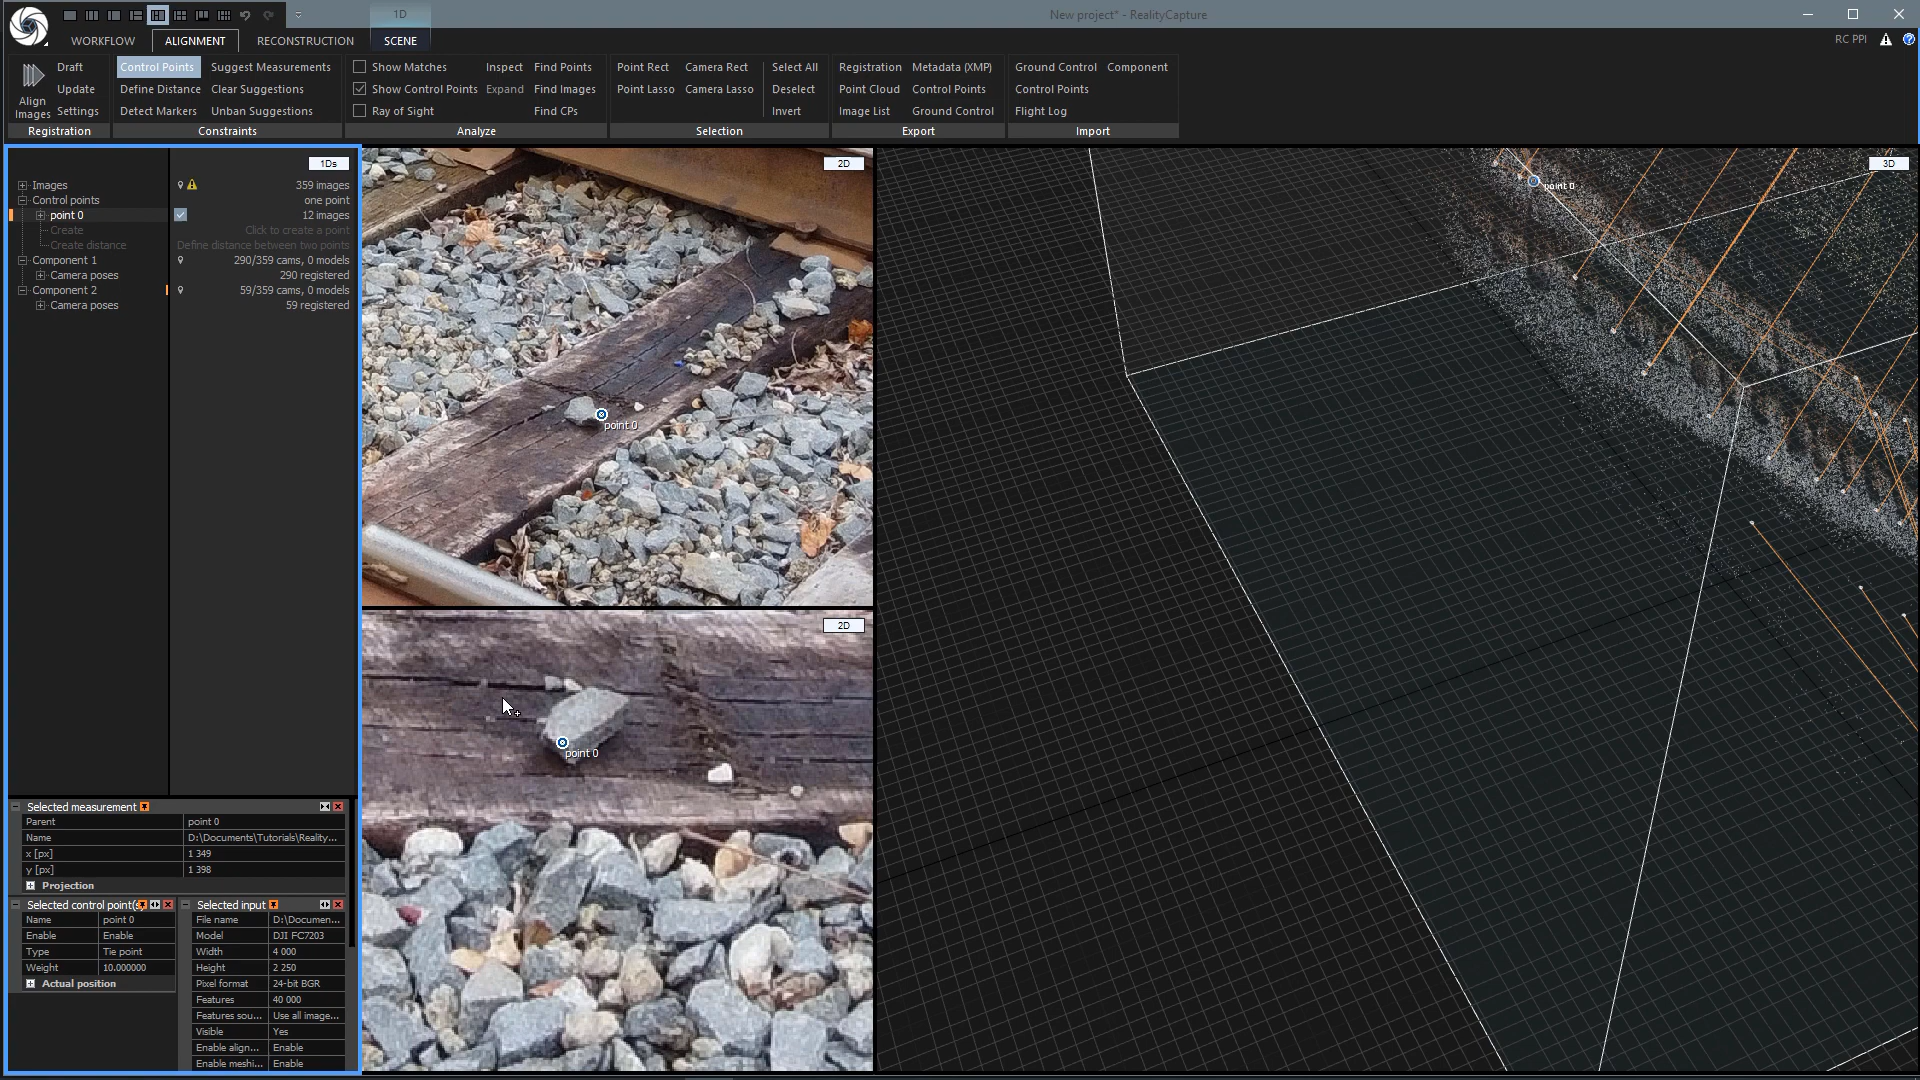 1D
New project* - RealityCapture
WORKFLOW
ALIGNMENT
RECONSTRUCTION
SCENE
RC PPI
Align Images
Draft
Update
Settings
Registration
Control Points
Suggest Measurements
Define Distance
Clear Suggestions
Detect Markers
Unban Suggestions
Constraints
Show Matches
Inspect
Find Points
Show Control Points
Expand
Find Images
Ray of Sight
Find CPs
Analyze
Point Rect
Camera Rect
Select All
Point Lasso
Camera Lasso
Deselect
Invert
Selection
Registration
Metadata (XMP)
Point Cloud
Control Points
Image List
Ground Control
Export
Ground Control
Component
Control Points
Flight Log
Import
1Ds
Images
359 images
Control points
one point
point 0
12 images
Create
Click to create a point
Create distance
Define distance between two points
Component 1
290/359 cams, 0 models
Camera poses
290 registered
Component 2
59/359 cams, 0 models
Camera poses
59 registered
2D
point 0
2D
point 0
3D
point 0
Selected measurement
Parent
point 0
Name
D:\Documents\Tutorials\Reality...
x [px]
1 349
y [px]
1 398
Projection
Selected control point(s
Name
point 0
Enable
Enable
Type
Tie point
Weight
10.000000
Actual position
Selected input
File name
D:\Documen...
Model
DJI FC7203
Width
4 000
Height
2 250
Pixel format
24-bit BGR
Features
40 000
Features sou...
Use all image...
Visible
Yes
Enable align...
Enable
Enable meshi...
Enable